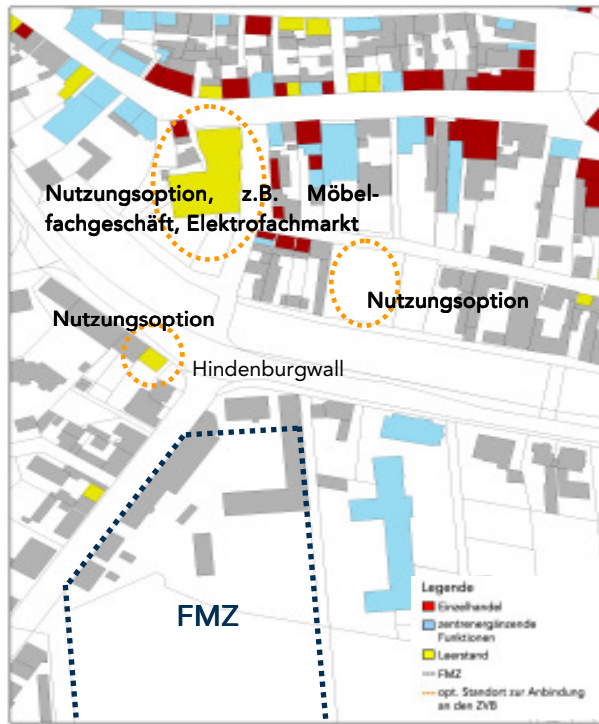 Nutzungsoption, z.B. Möbel-
fachgeschäft, Elektrofachmarkt
Nutzungsoption
Nutzungsoption
Hindenburgwall
FMZ
Legende
Einzelhandel
zentrenergänzende
Funktionen
Leerstand
FMZ
opt. Standort zur Anbindung
an den ZVB